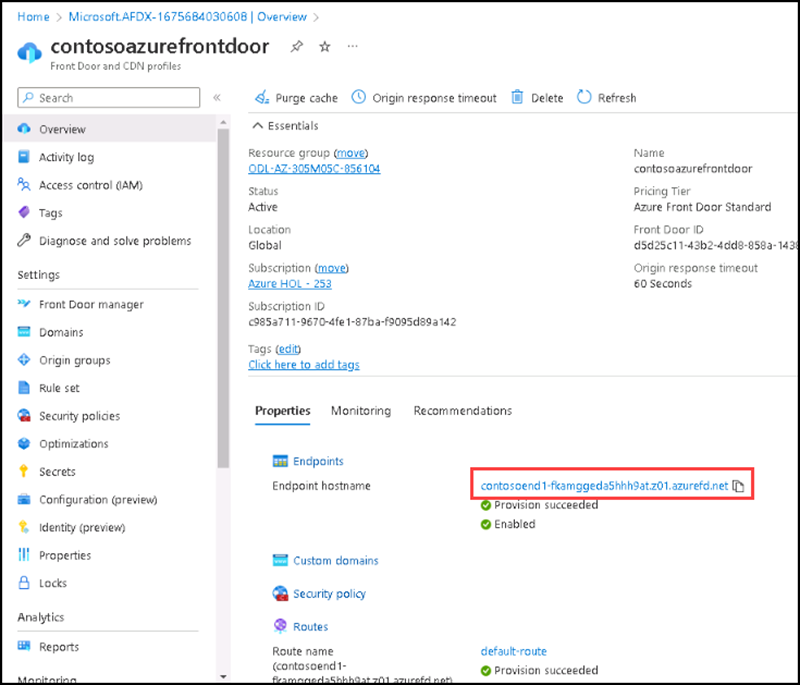 Home > Microsoft.AFDX-1675684030608 | Overview >
contosoazurefrontdoor
Front Door and CDN profiles
Search
Overview
Activity log
Access control (IAM)
Tags
Diagnose and solve problems
Settings
Front Door manager
Domains
Origin groups
Rule set
Security policies
Optimizations
Secrets
Configuration (preview)
Identity (preview)
Properties
Locks
Analytics
Reports
Monitoring
Purge cache
Origin response timeout
Delete
Refresh
Essentials
Resource group (move)
ODL-AZ-305M05C-856104
Status
Active
Location
Global
Subscription (move)
Azure HOL - 253
Subscription ID
c985a711-9670-4fe1-87ba-f9095d89a142
Tags (edit)
Click here to add tags
Name
contosoazurefrontdoor
Pricing Tier
Azure Front Door Standard
Front Door ID
d5d25c11-43b2-4dd8-858a-1438
Origin response timeout
60 Seconds
Properties
Monitoring
Recommendations
Endpoints
Endpoint hostname
contosoend1-fkamggeda5hhh9at.z01.azurefd.net
Provision succeeded
Enabled
Custom domains
Security policy
Routes
Route name
(contosoend1-
fkamggeda5hhh9at.z01.azurefd.net)
default-route
Provision succeeded